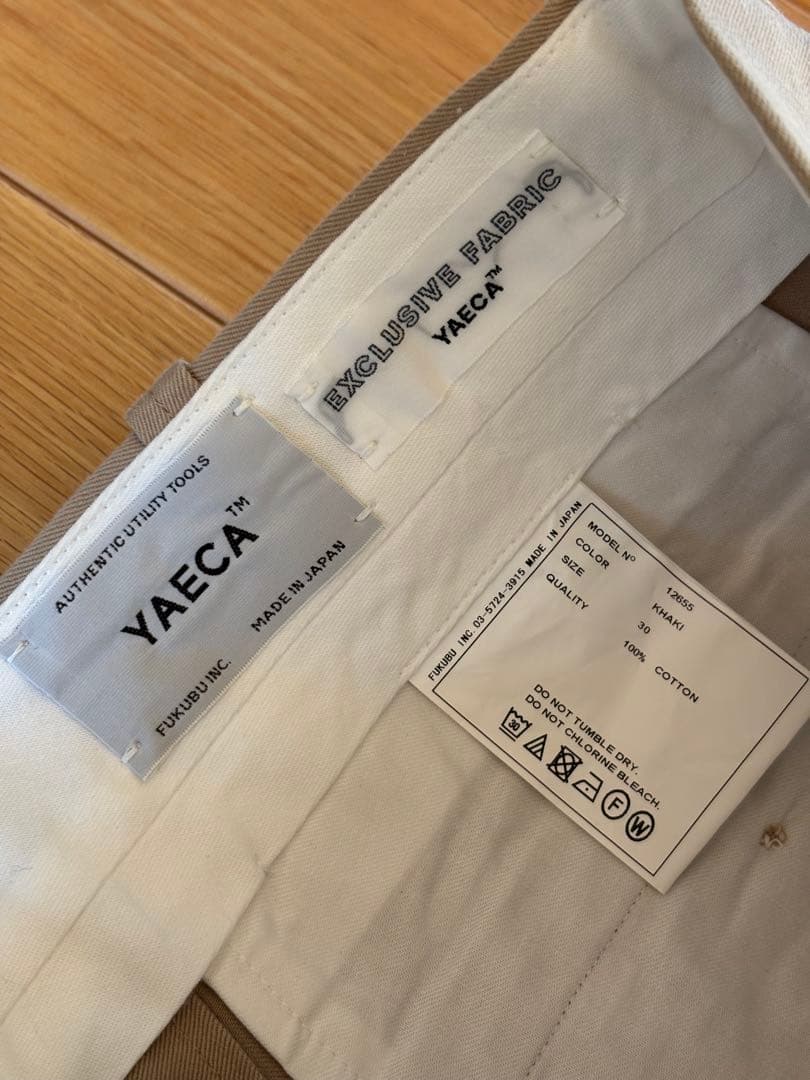 EXCLUSIVE FABRIC
YAECA™
AUTHENTIC UTILITY TOOLS
YAECA™
FUKUBU INC. MADE IN JAPAN
FUKUBU INC. 03-5724-3915 MADE IN JAPAN
MODEL Nº 12655
COLOR KHAKI
SIZE 30
QUALITY 100% COTTON
DO NOT TUMBLE DRY.
DO NOT CHLORINE BLEACH.
30 F W